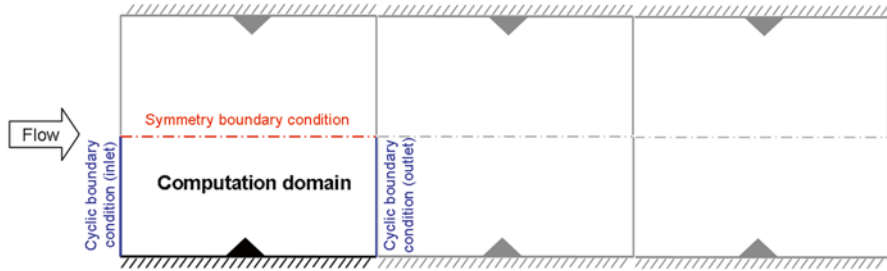 Symmetry boundary condition
Flow
Cyclic boundary
condition (inlet)
Computation domain
Cyclic boundary
condition (outlet)